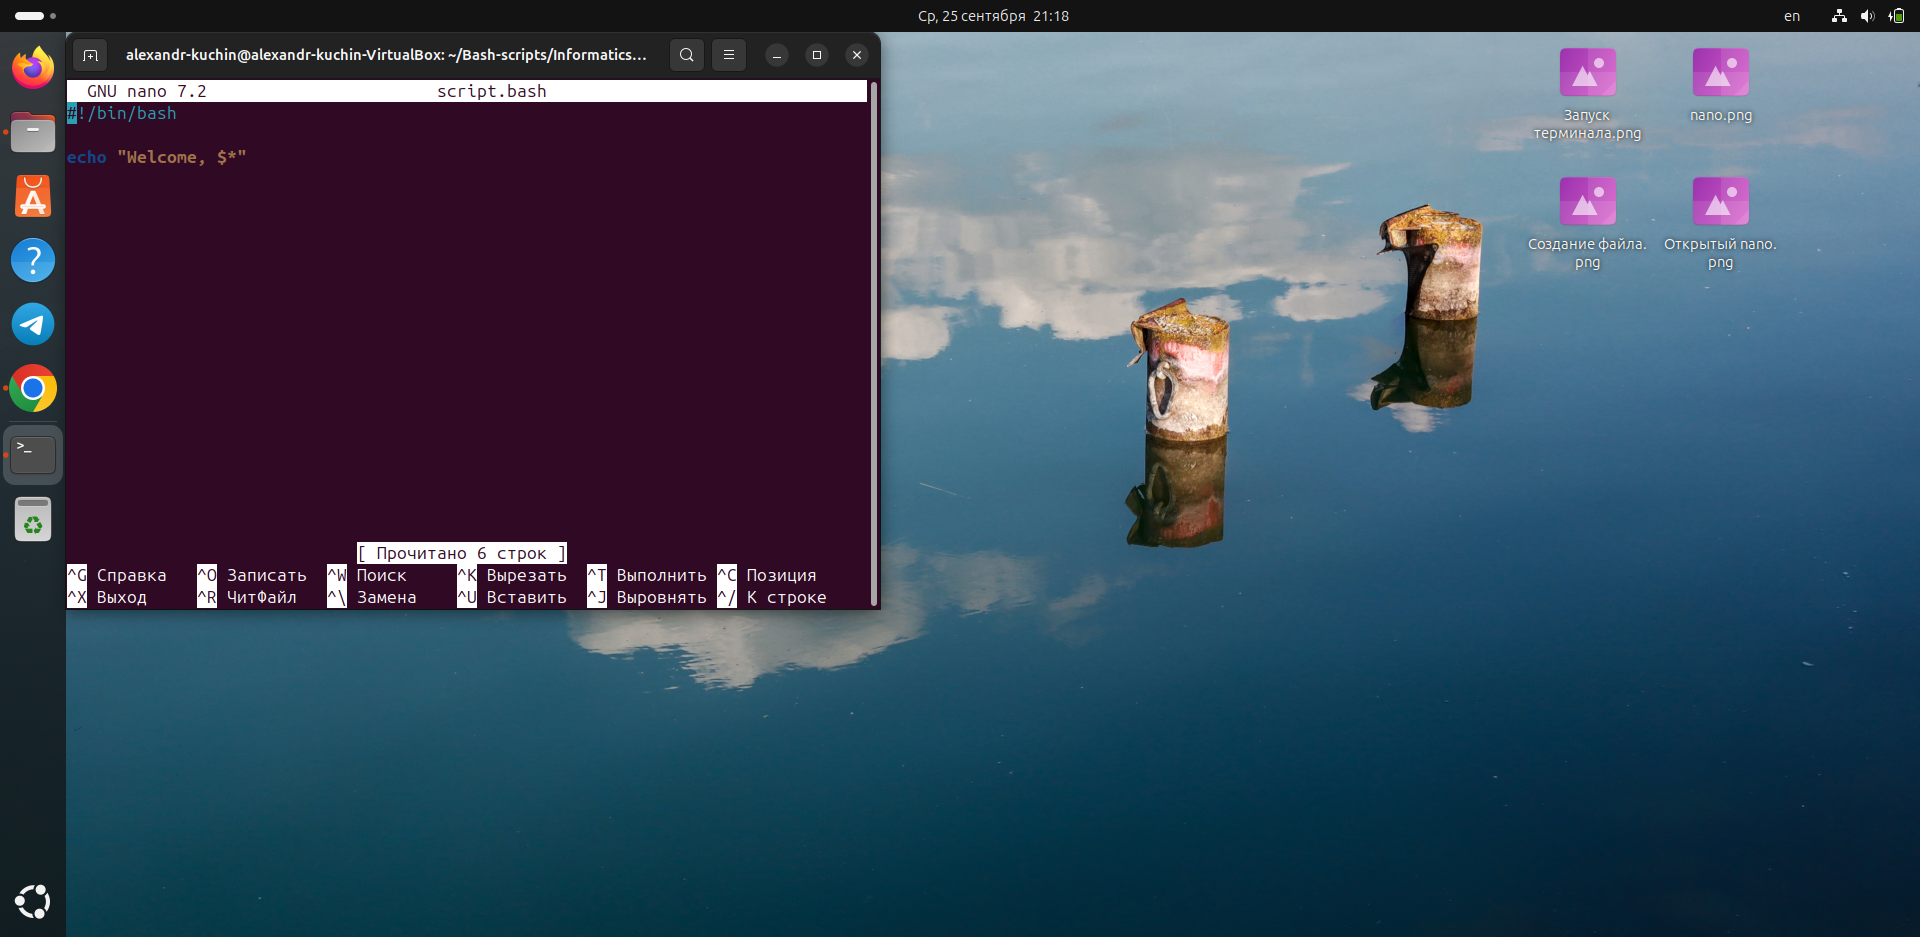 Ср, 25 сентября 21:18
en
alexandr-kuchin@alexandr-kuchin-VirtualBox: ~/Bash-scripts/Informatics...
GNU nano 7.2 script.bash
#!/bin/bash
echo "Welcome, $*"
[ Прочитано 6 строк ]
^G Справка ^O Записать ^W Поиск ^K Вырезать ^T Выполнить ^C Позиция
^X Выход ^R ЧитФайл ^\ Замена ^U Вставить ^J Выровнять ^/ К строке
Запуск
терминала.png
nano.png
Создание файла.
png
Открытый nano.
png